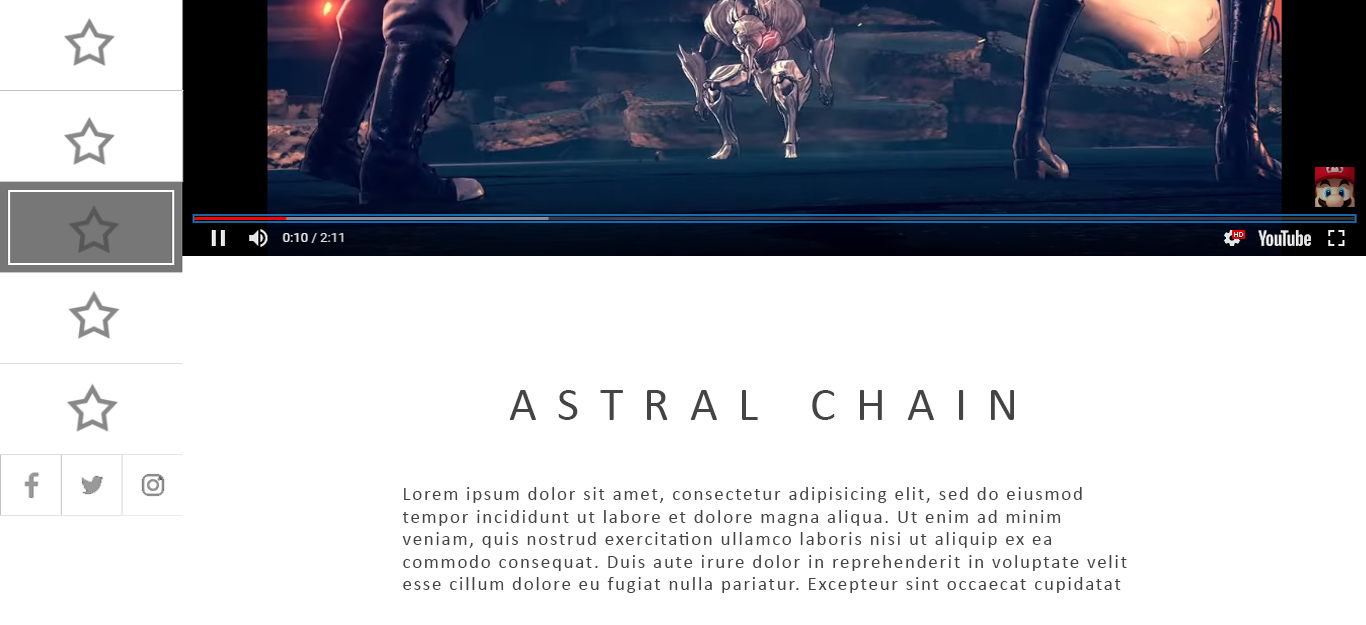 0:10 / 2:11
HD
YouTube
ASTRAL CHAIN
Lorem ipsum dolor sit amet, consectetur adipisicing elit, sed do eiusmod
tempor incididunt ut labore et dolore magna aliqua. Ut enim ad minim
veniam, quis nostrud exercitation ullamco laboris nisi ut aliquip ex ea
commodo consequat. Duis aute irure dolor in reprehenderit in voluptate velit
esse cillum dolore eu fugiat nulla pariatur. Excepteur sint occaecat cupidatat